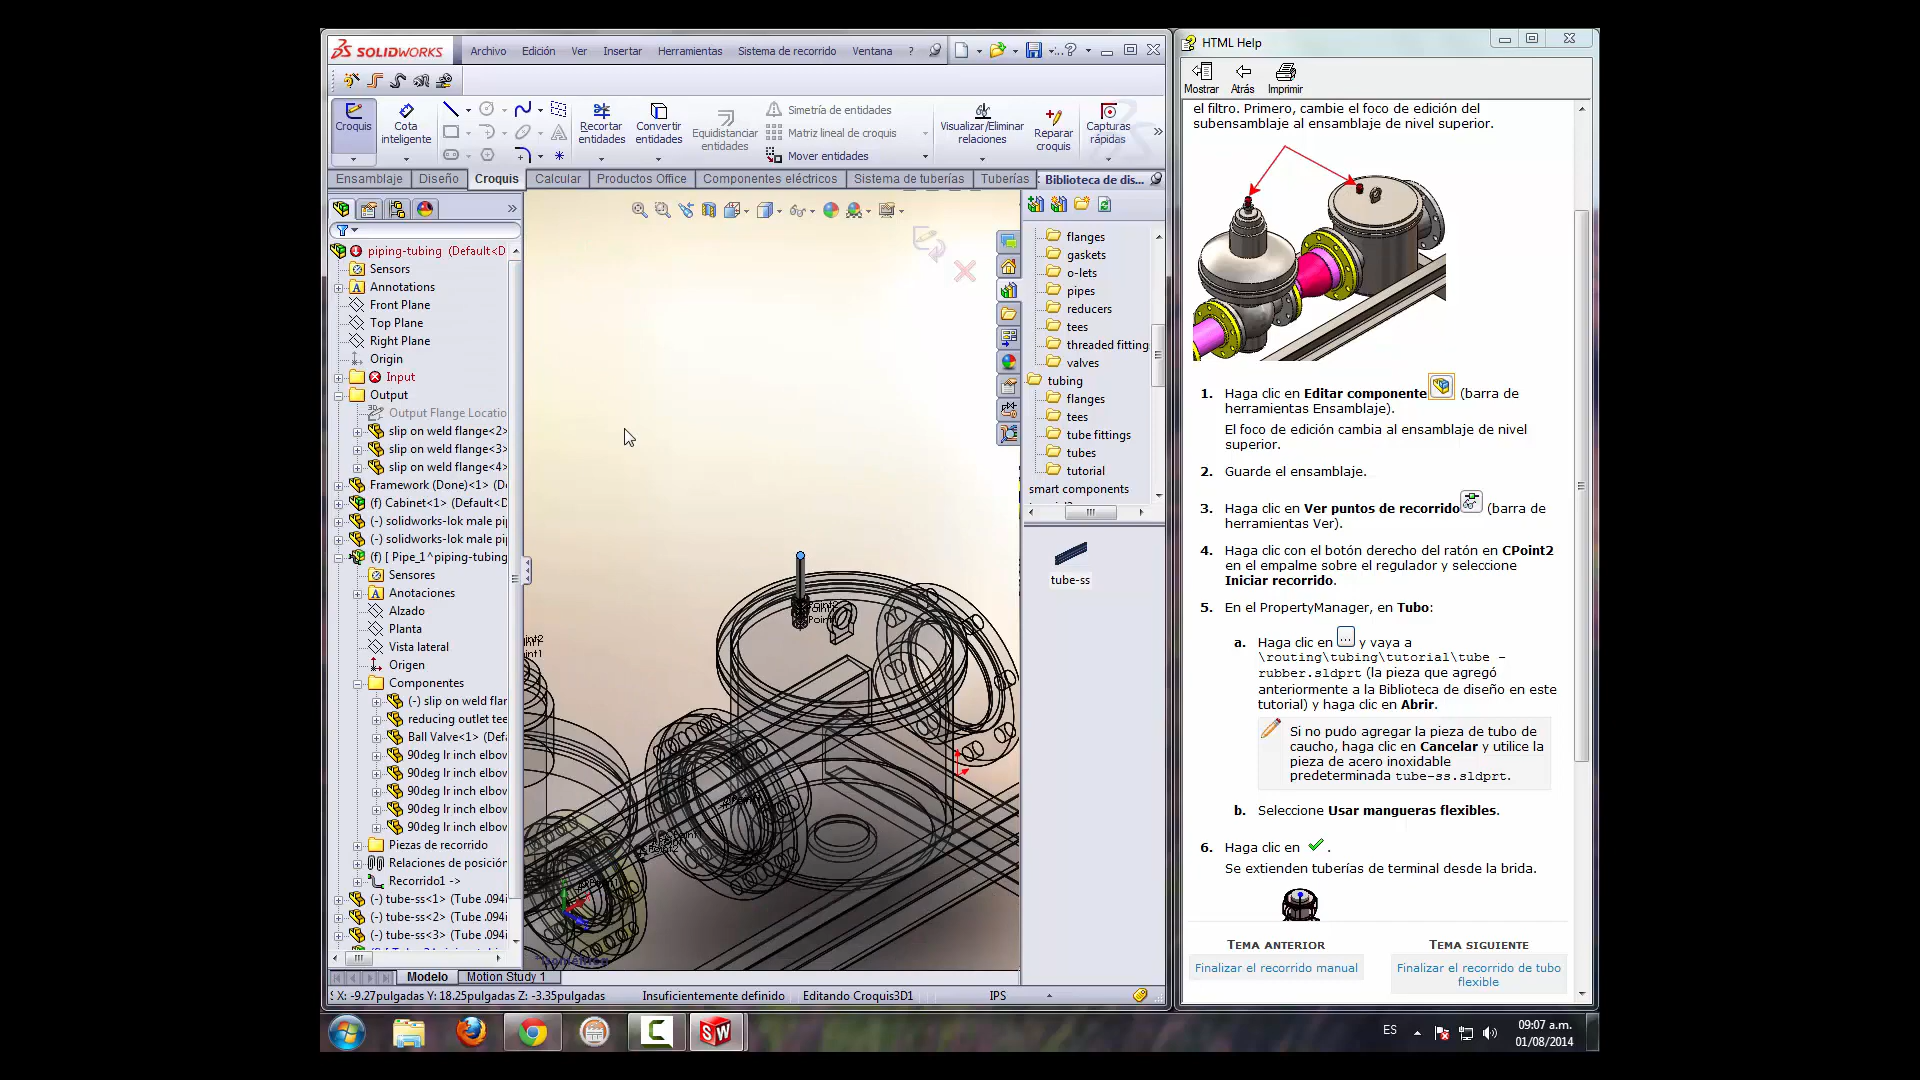 SOLIDWORKS
Archivo Edición Ver Insertar Herramientas Sistema de recorrido Ventana ?
Croquis
Cota inteligente
Recortar entidades
Convertir entidades
Equidistanciar entidades
Simetría de entidades
Matriz lineal de croquis
Mover entidades
Visualizar/Eliminar relaciones
Reparar croquis
Capturas rápidas
Ensamblaje Diseño Croquis Calcular Productos Office Componentes eléctricos Sistema de tuberías Tuberías
Biblioteca de dis...
piping-tubing (Default<D
Sensors
Annotations
Front Plane
Top Plane
Right Plane
Origin
Input
Output
Output Flange Locatio
slip on weld flange<2>
slip on weld flange<3>
slip on weld flange<4>
Framework (Done)<1> (D
(f) Cabinet<1> (Default<D
(-) solidworks-lok male pi
(-) solidworks-lok male pi
(f) [ Pipe_1^piping-tubing
Sensores
Anotaciones
Alzado
Planta
Vista lateral
Origen
Componentes
(-) slip on weld flar
reducing outlet tee
Ball Valve<1> (Defa
90deg lr inch elbow
90deg lr inch elbow
90deg lr inch elbow
90deg lr inch elbow
90deg lr inch elbow
Piezas de recorrido
Relaciones de posición
Recorrido1 ->
(-) tube-ss<1> (Tube .094i
(-) tube-ss<2> (Tube .094i
(-) tube-ss<3> (Tube .094i
flanges
gaskets
o-lets
pipes
reducers
tees
threaded fitting
valves
tubing
flanges
tees
tube fittings
tubes
tutorial
smart components
tube-ss
Modelo Motion Study 1
X: -9.27pulgadas Y: 18.25pulgadas Z: -3.35pulgadas Insuficientemente definido Editando Croquis3D1 IPS
HTML Help
Mostrar Atrás Imprimir
el filtro. Primero, cambie el foco de edición del
subensamblaje al ensamblaje de nivel superior.
1. Haga clic en Editar componente (barra de
herramientas Ensamblaje).
El foco de edición cambia al ensamblaje de nivel
superior.
2. Guarde el ensamblaje.
3. Haga clic en Ver puntos de recorrido (barra de
herramientas Ver).
4. Haga clic con el botón derecho del ratón en CPoint2
en el empalme sobre el regulador y seleccione
Iniciar recorrido.
5. En el PropertyManager, en Tubo:
a. Haga clic en ... y vaya a
\routing\tubing\tutorial\tube -
rubber.sldprt (la pieza que agregó
anteriormente a la Biblioteca de diseño en este
tutorial) y haga clic en Abrir.
Si no pudo agregar la pieza de tubo de
caucho, haga clic en Cancelar y utilice la
pieza de acero inoxidable
predeterminada tube-ss.sldprt.
b. Seleccione Usar mangueras flexibles.
6. Haga clic en .
Se extienden tuberías de terminal desde la brida.
TEMA ANTERIOR
Finalizar el recorrido manual
TEMA SIGUIENTE
Finalizar el recorrido de tubo
flexible
ES
09:07 a.m.
01/08/2014